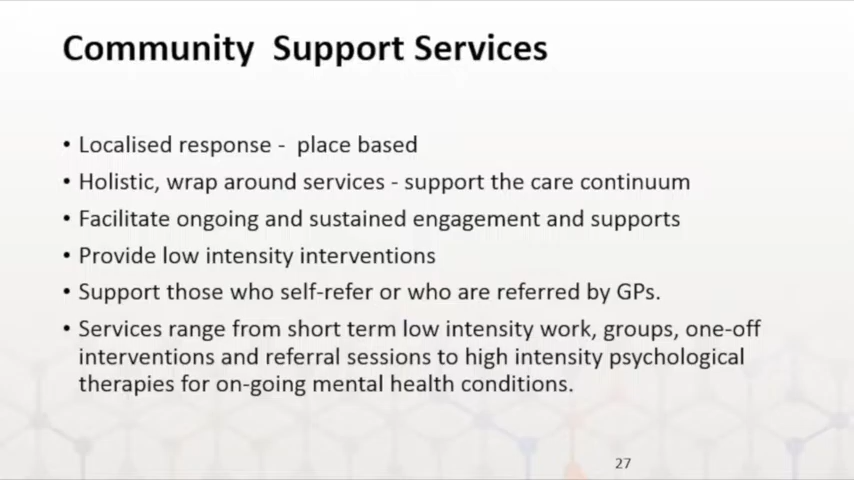 Community  Support Services
• Localised response -  place based
• Holistic, wrap around services - support the care continuum
• Facilitate ongoing and sustained engagement and supports
• Provide low intensity interventions
• Support those who self-refer or who are referred by GPs.
• Services range from short term low intensity work, groups, one-off
interventions and referral sessions to high intensity psychological
therapies for on-going mental health conditions.
27